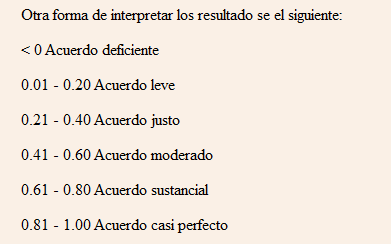 Otra forma de interpretar los resultado se el siguiente:
< 0 Acuerdo deficiente
0.01 - 0.20 Acuerdo leve
0.21 - 0.40 Acuerdo justo
0.41 - 0.60 Acuerdo moderado
0.61 - 0.80 Acuerdo sustancial
0.81 - 1.00 Acuerdo casi perfecto